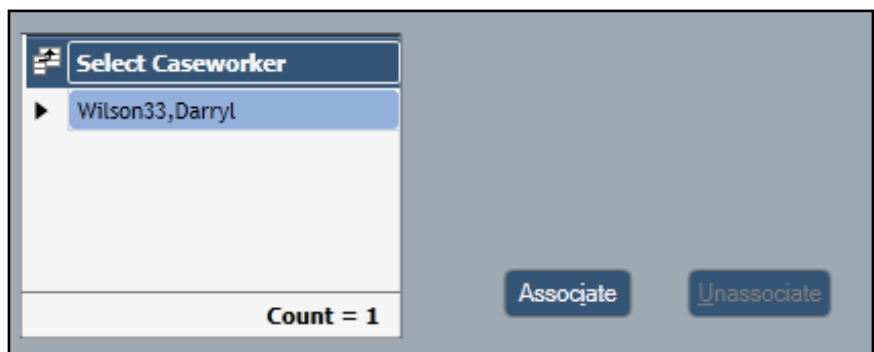 Select Caseworker
Wilson33,Darryl
Count = 1
Associate
Unassociate